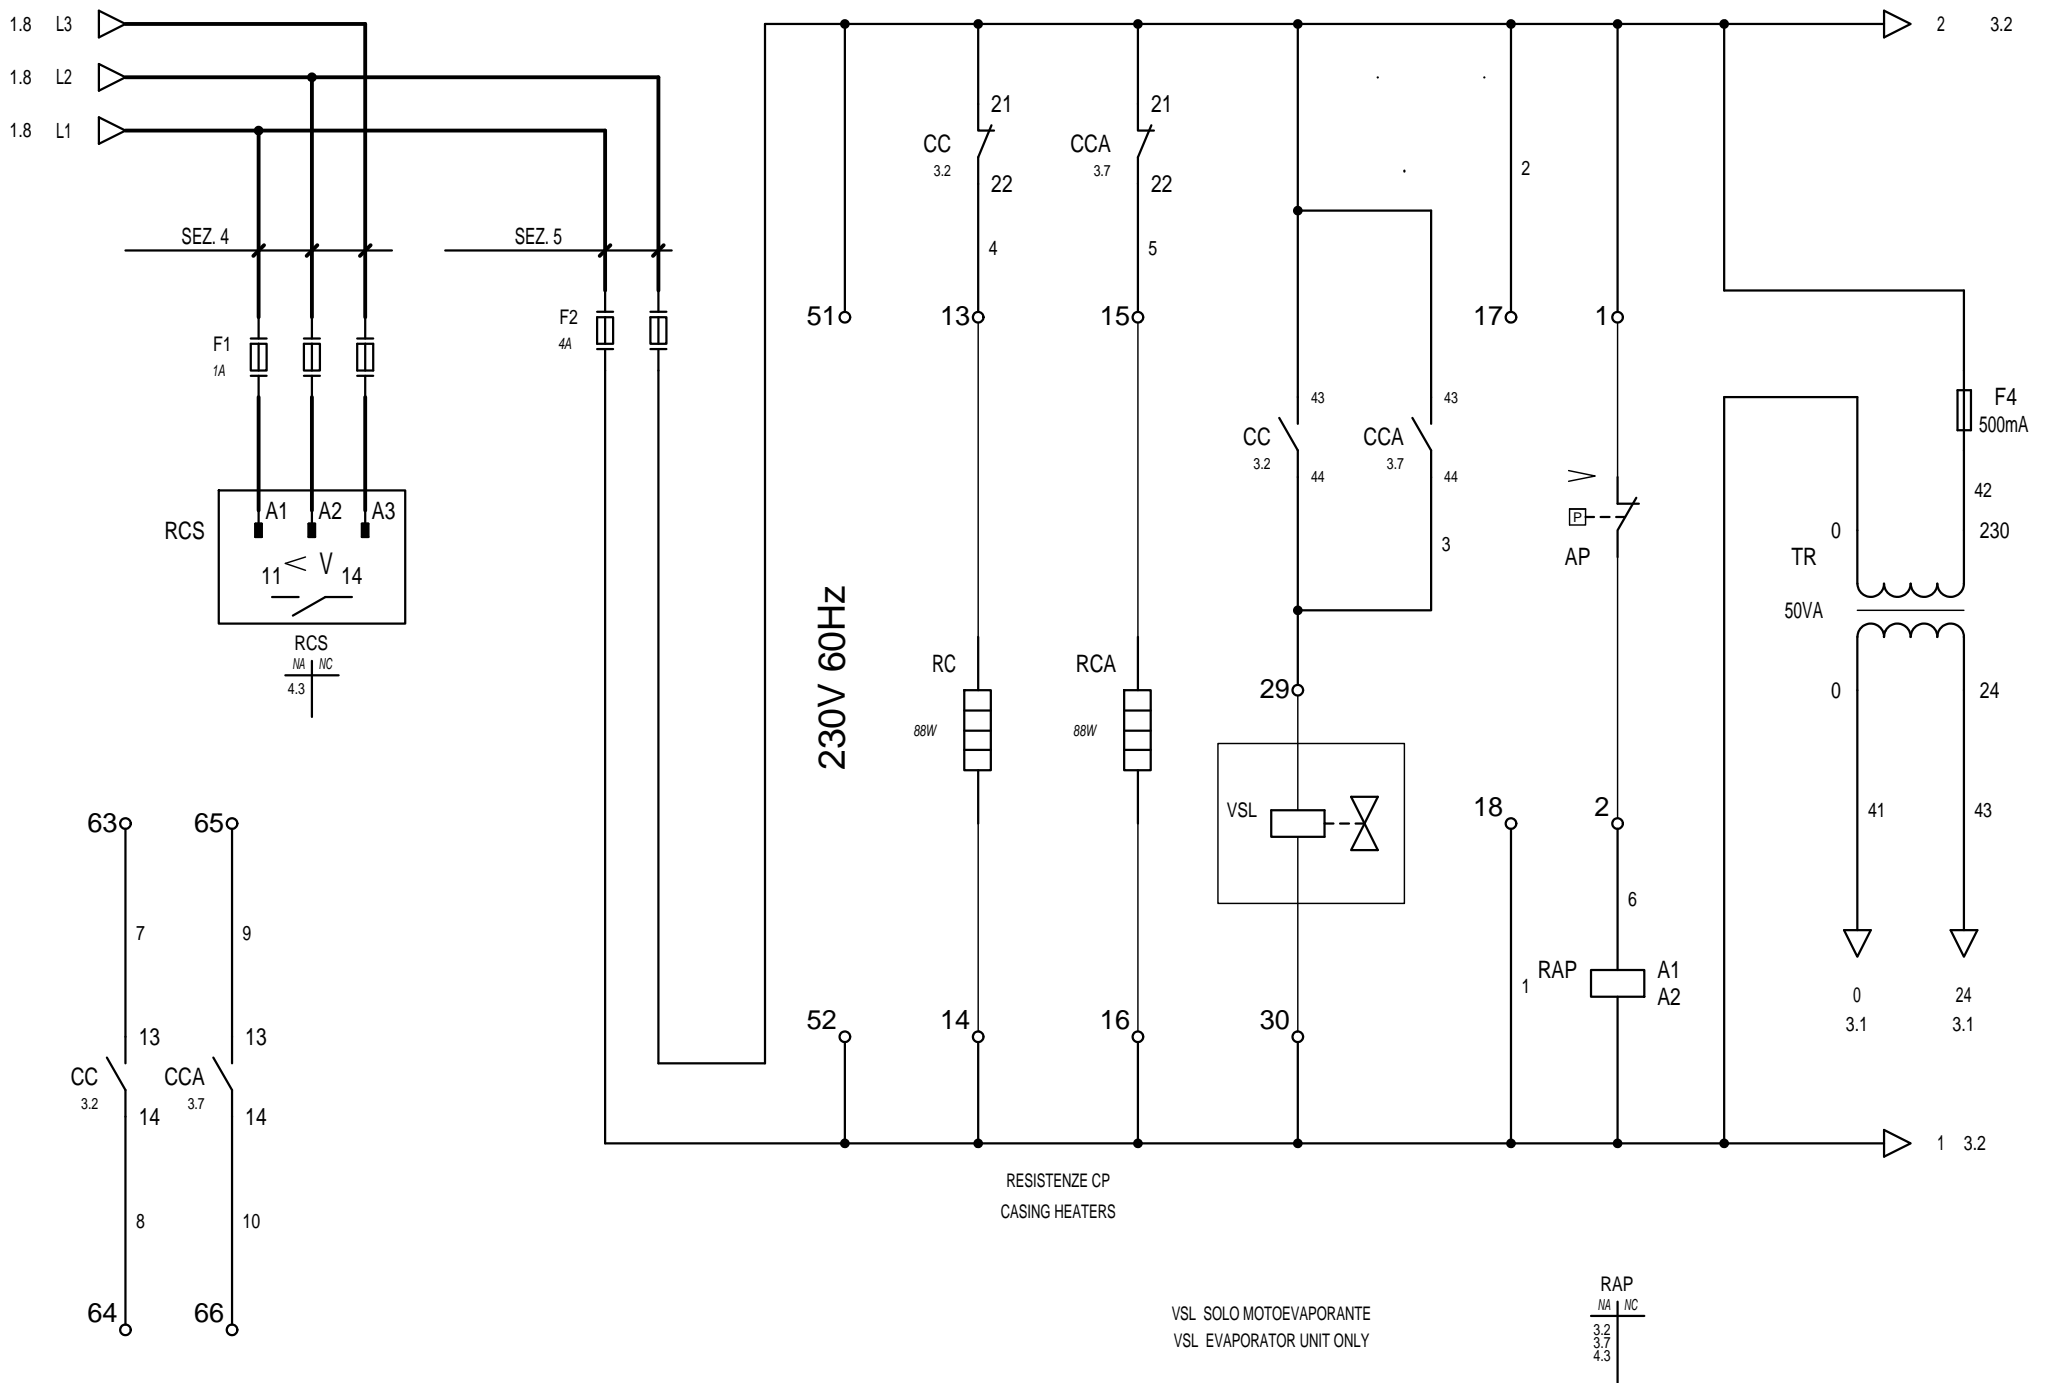 1.8 L3
2 3.2
1.8 L2
1.8 L1
21
21
CC
3.2
CCA
3.7
22
22
2
SEZ. 4
SEZ. 5
4
5
51
13
15
17
1
F1
1A
F2
4A
43
43
CC
3.2
CCA
3.7
44
44
F4
500mA
42
230
0
TR
50VA
P
AP
3
RCS
A1
A2
A3
< V
11
14
RCS
NA NC
4.3
230V 60Hz
RC
88W
RCA
88W
29
0
24
VSL
18
2
41
43
63
65
7
9
6
RAP
A1
A2
1
0
3.1
24
3.1
52
14
16
30
13
13
CC
3.2
CCA
3.7
14
14
1 3.2
8
10
RESISTENZE CP
CASING HEATERS
64
66
VSL SOLO MOTOEVAPORANTE
VSL EVAPORATOR UNIT ONLY
RAP
NA NC
3.2
3.7
4.3